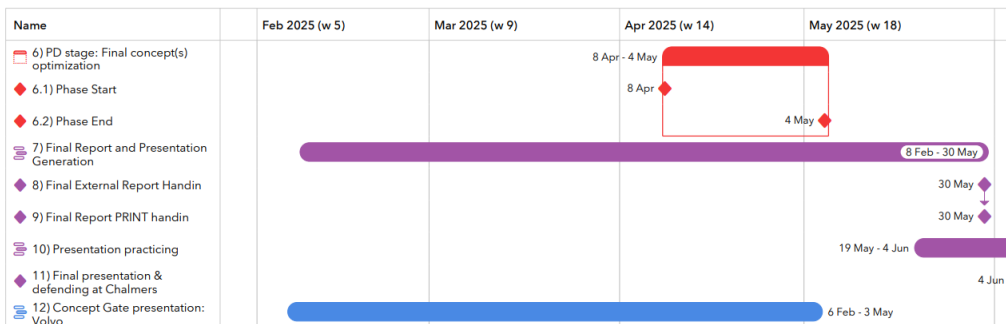 Name
Feb 2025 (w 5)
Mar 2025 (w 9)
Apr 2025 (w 14)
May 2025 (w 18)
6) PD stage: Final concept(s)
optimization
8 Apr - 4 May
6.1) Phase Start
8 Apr
6.2) Phase End
4 May
7) Final Report and Presentation
Generation
8 Feb - 30 May
8) Final External Report Handin
30 May
9) Final Report PRINT handin
30 May
10) Presentation practicing
19 May - 4 Jun
11) Final presentation &
defending at Chalmers
4 Jun
12) Concept Gate presentation:
Volvo
6 Feb - 3 May